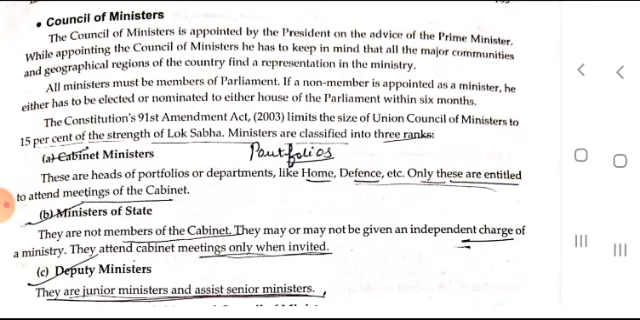 • Council of Ministers
The Council of Ministers is appointed by the President on the advice of the Prime Minister.
While appointing the Council of Ministers he has to keep in mind that all the major communities
and geographical regions of the country find a representation in the ministry.
All ministers must be members of Parliament. If a non-member is appointed as a minister, he
either has to be elected or nominated to either house of the Parliament within six months.
The Constitution's 91st Amendment Act, (2003) limits the size of Union Council of Ministers to
15 per cent of the strength of Lok Sabha. Ministers are classified into three ranks:
(a) Cabinet Ministers
Pautfolios
These are heads of portfolios or departments, like Home, Defence, etc. Only these are entitled
to attend meetings of the Cabinet.
(b) Ministers of State
They are not members of the Cabinet. They may or may not be given an independent charge of
a ministry. They attend cabinet meetings only when invited.
(c) Deputy Ministers
They are junior ministers and assist senior ministers.